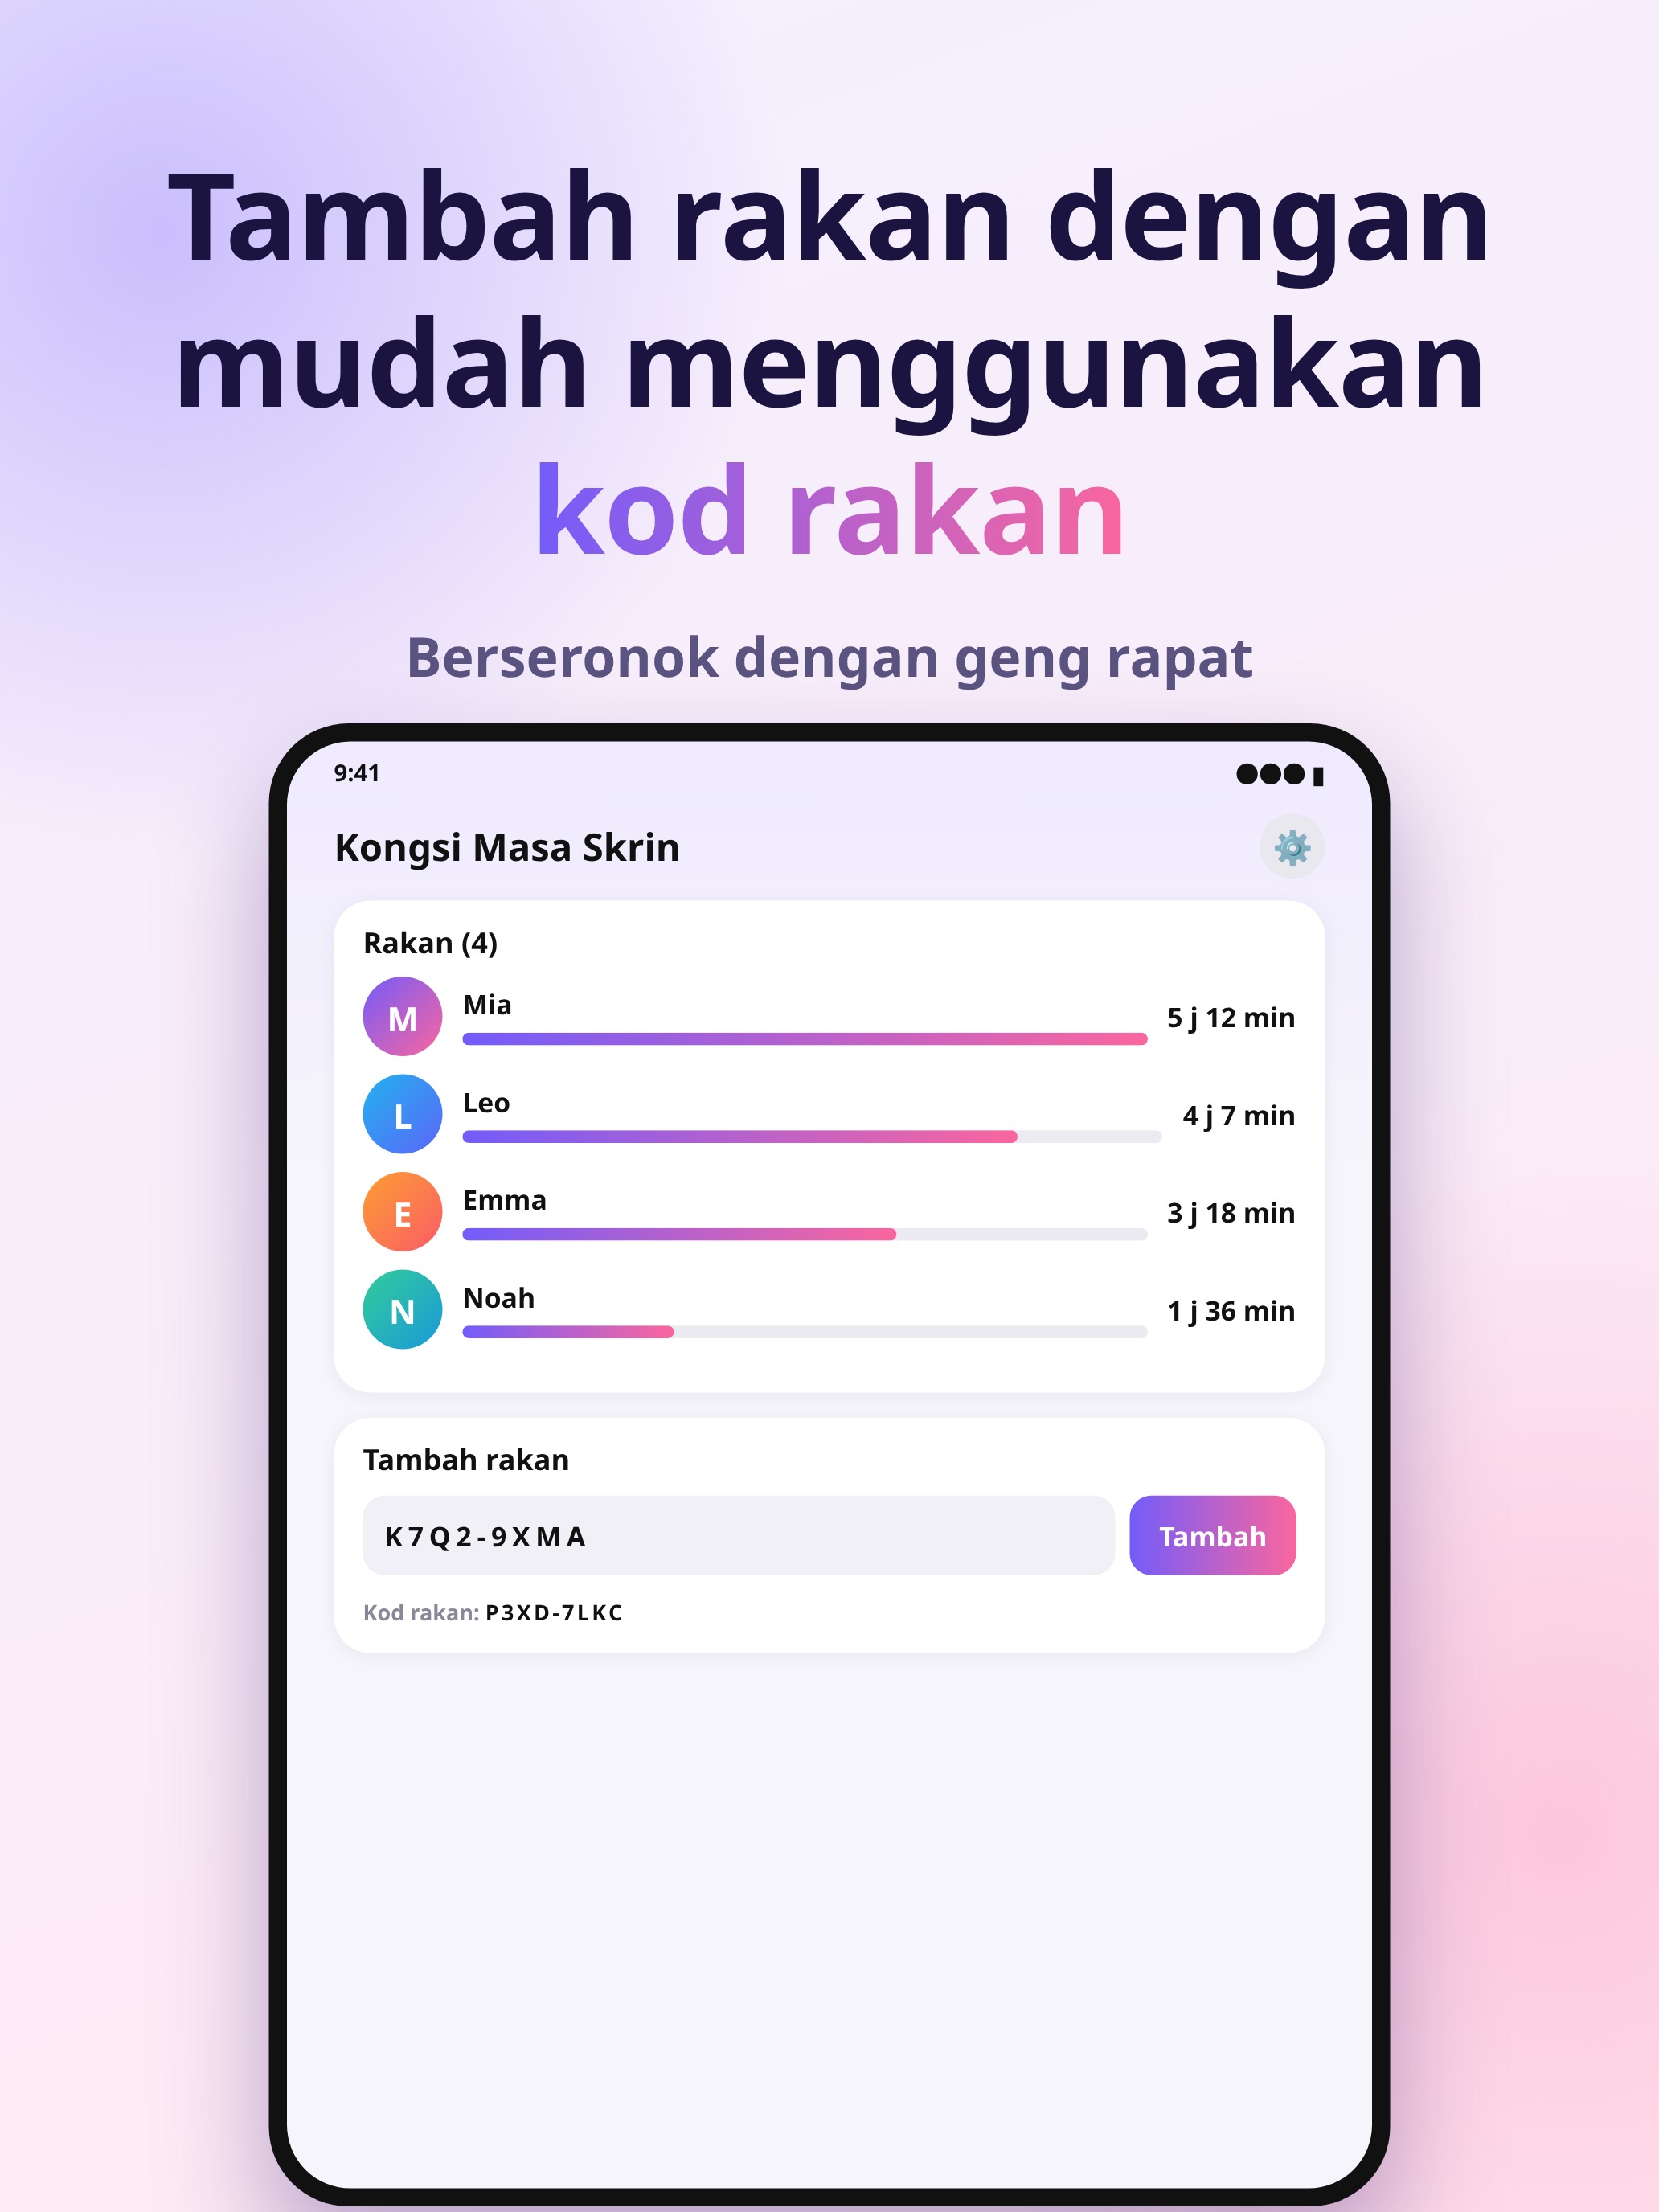 Tambah rakan dengan
mudah menggunakan
kod rakan
Berseronok dengan geng rapat
9:41
Kongsi Masa Skrin
Rakan (4)
M
Mia
5 j 12 min
L
Leo
4 j 7 min
E
Emma
3 j 18 min
N
Noah
1 j 36 min
Tambah rakan
K7Q2-9XMA
Tambah
Kod rakan: P3XD-7LKC